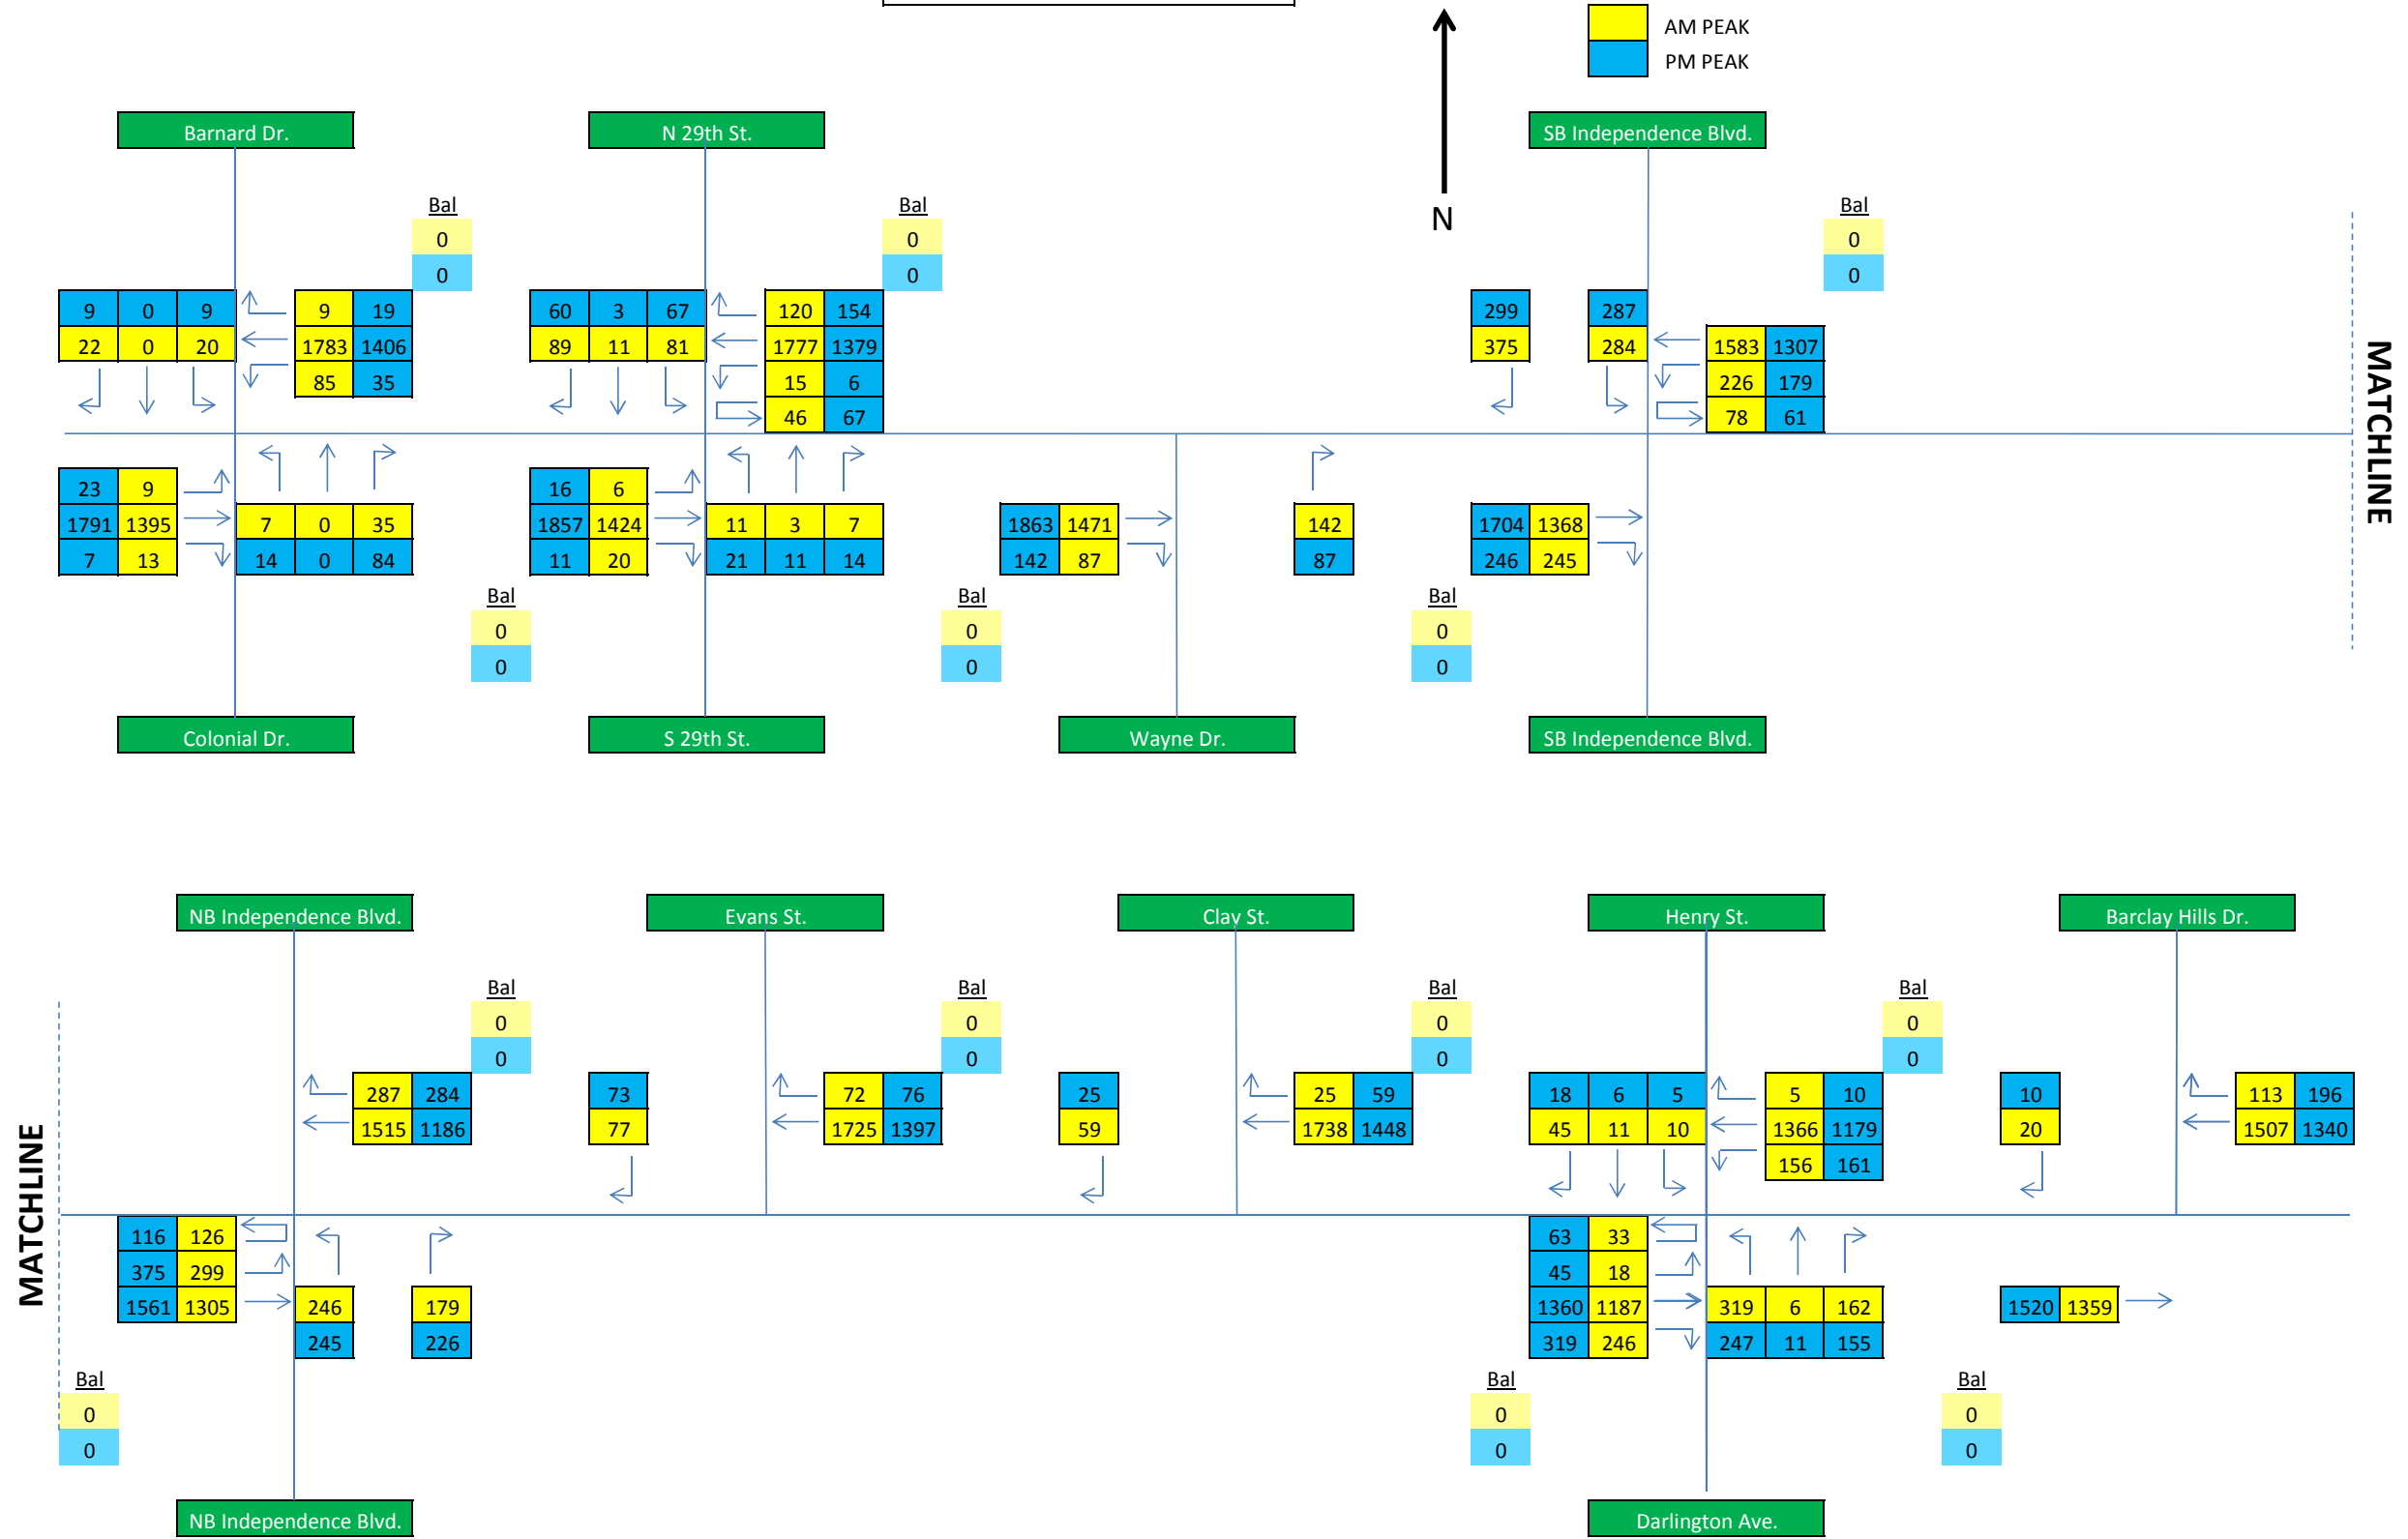 AM PEAK
PM PEAK
N
Barnard Dr.
N 29th St.
SB Independence Blvd.
Bal
0
0
Bal
0
0
Bal
0
0
9 0 9
22 0 20
9 19
1783 1406
85 35
60 3 67
89 11 81
120 154
1777 1379
15 6
46 67
299
375
287
284
1583 1307
226 179
78 61
MATCHLINE
23 9
1791 1395
7 13
7 0 35
14 0 84
16 6
1857 1424
11 20
11 3 7
21 11 14
1863 1471
142 87
142
87
1704 1368
246 245
Bal
0
0
Bal
0
0
Bal
0
0
Colonial Dr.
S 29th St.
Wayne Dr.
SB Independence Blvd.
NB Independence Blvd.
Evans St.
Clay St.
Henry St.
Barclay Hills Dr.
Bal
0
0
Bal
0
0
Bal
0
0
Bal
0
0
MATCHLINE
287 284
1515 1186
73
77
72 76
1725 1397
25
59
25 59
1738 1448
18 6 5
45 11 10
5 10
1366 1179
156 161
10
20
113 196
1507 1340
116 126
375 299
1561 1305
246
245
179
226
63 33
45 18
1360 1187
319 246
319 6 162
247 11 155
1520 1359
Bal
0
0
Bal
0
0
Bal
0
0
NB Independence Blvd.
Darlington Ave.